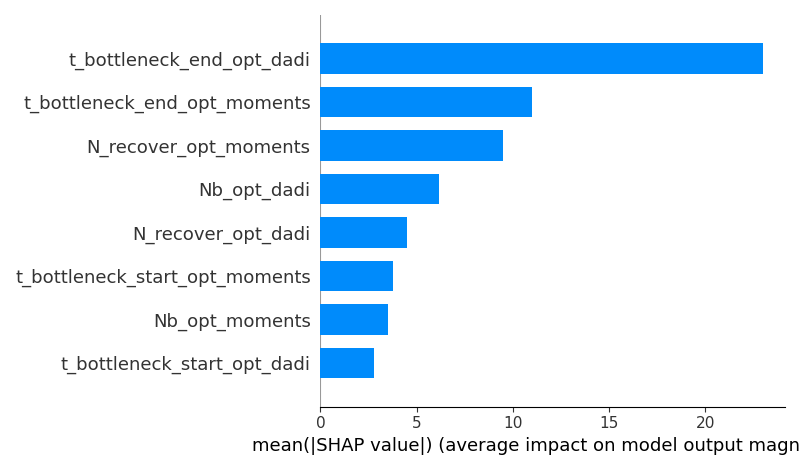 t_bottleneck_end_opt_dadi
t_bottleneck_end_opt_moments
N_recover_opt_moments
Nb_opt_dadi
N_recover_opt_dadi
t_bottleneck_start_opt_moments
Nb_opt_moments
t_bottleneck_start_opt_dadi
0 5 10 15 20
mean(|SHAP value|) (average impact on model output magn